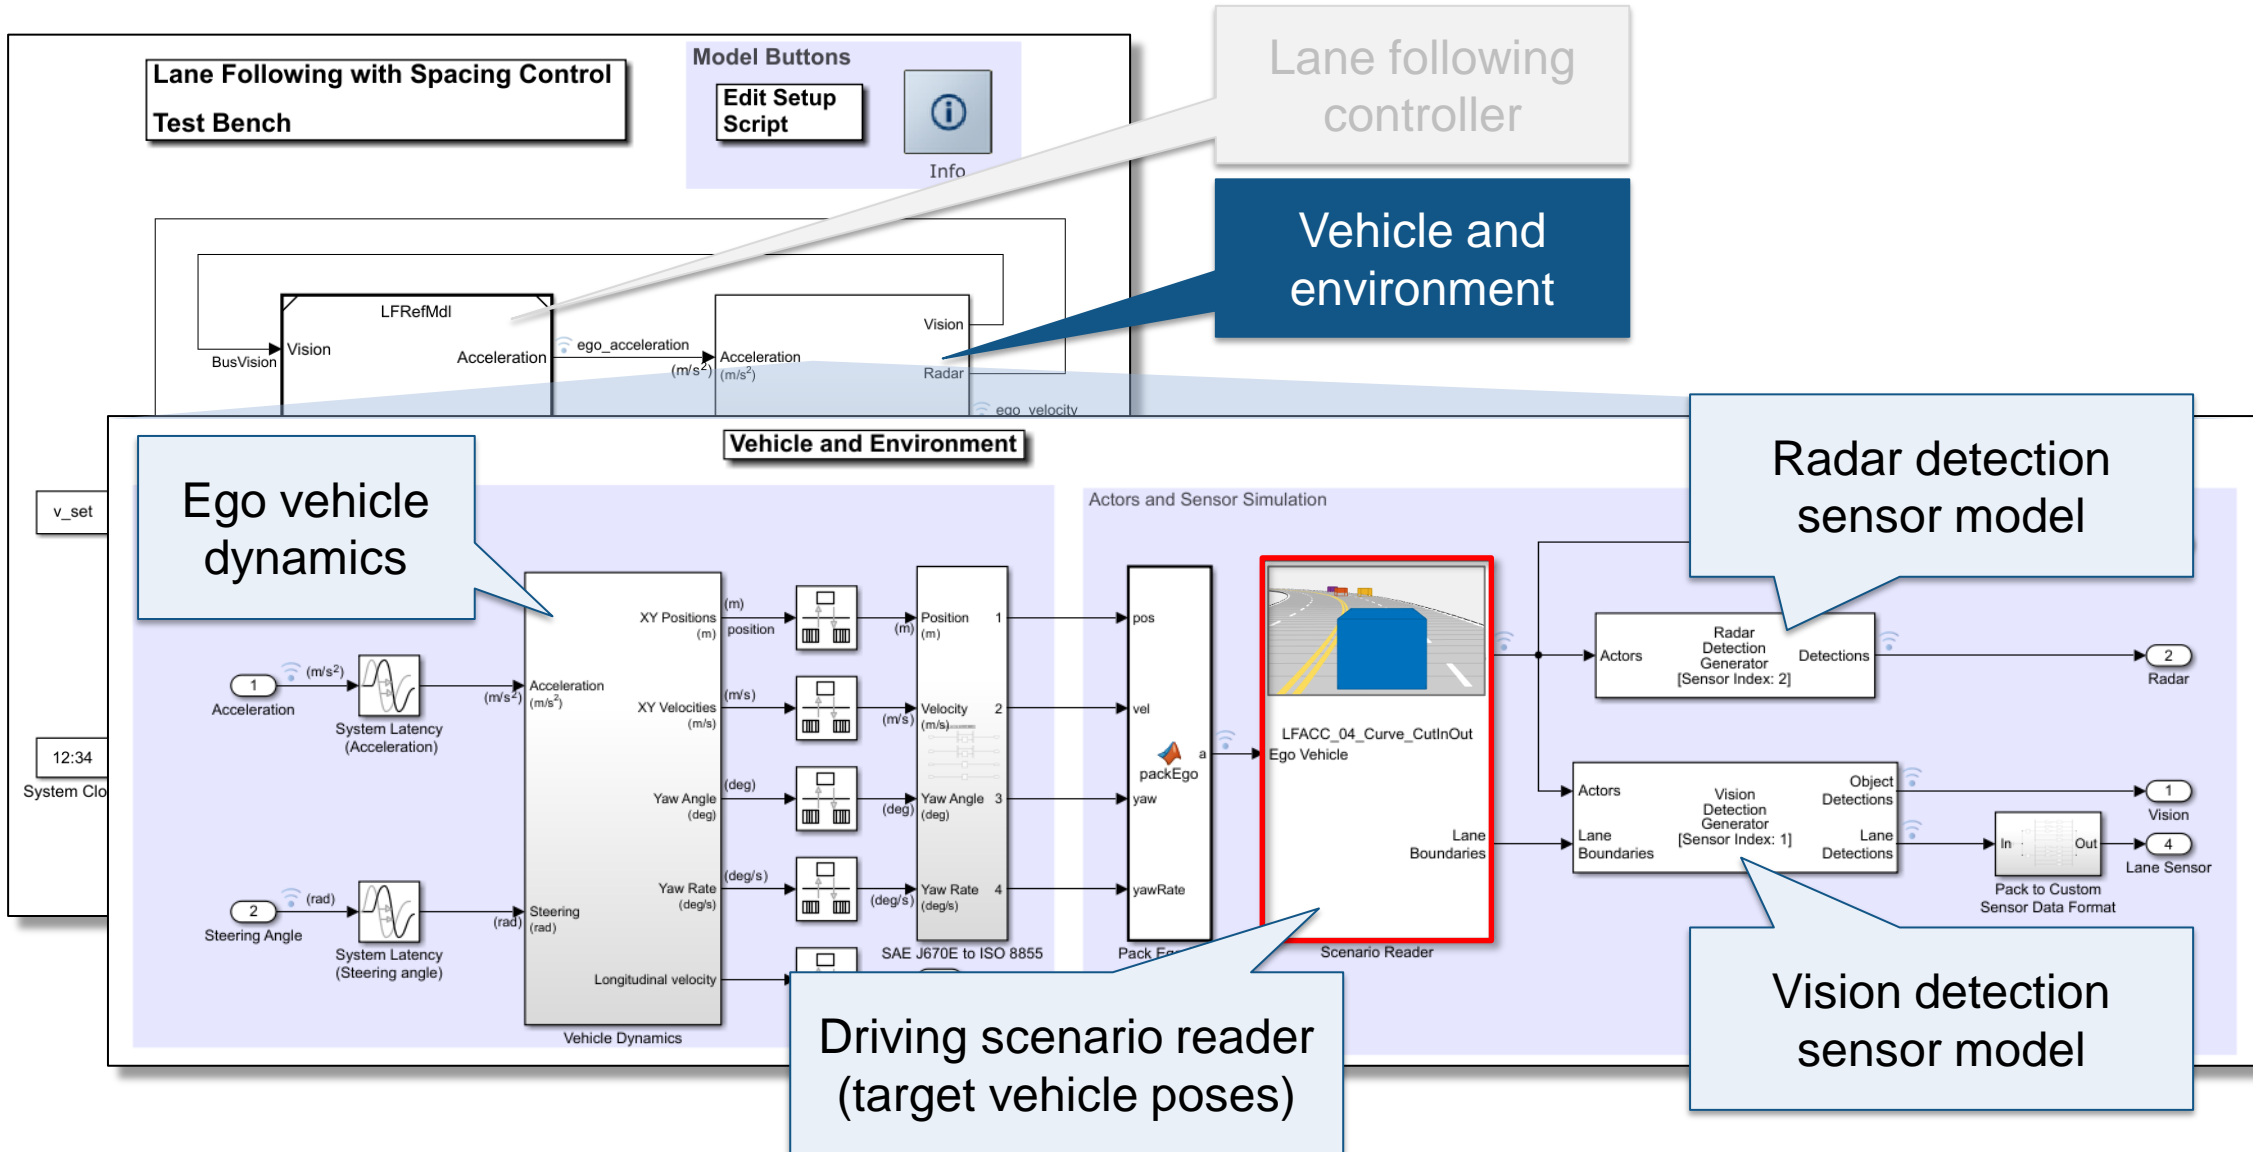 Lane Following with Spacing Control
Test Bench
Model Buttons
Edit Setup
Script
Info
Lane following
controller
Vehicle and
environment
LFRefMdl
BusVision
Vision
Acceleration
ego_acceleration
(m/s²)
Acceleration
(m/s²)
Vision
Radar
ego_velocity
v_set
12:34
System Clo
Vehicle and Environment
Ego vehicle
dynamics
1
Acceleration
(m/s²)
System Latency
(Acceleration)
(m/s²)
2
Steering Angle
(rad)
System Latency
(Steering angle)
(rad)
Acceleration
(m/s²)
Steering
(rad)
XY Positions
(m)
XY Velocities
(m/s)
Yaw Angle
(deg)
Yaw Rate
(deg/s)
Longitudinal velocity
Vehicle Dynamics
(m)
position
(m/s)
(deg)
(deg/s)
(m)
(m/s)
(deg)
(deg/s)
Position 1
(m)
Velocity 2
(m/s)
Yaw Angle 3
(deg)
Yaw Rate 4
(deg/s)
SAE J670E to ISO 8855
Actors and Sensor Simulation
pos
vel
yaw
yawRate
packEgo
a
Pack
LFACC_04_Curve_CutInOut
Ego Vehicle
Lane
Boundaries
Scenario Reader
Radar detection
sensor model
Actors
Radar
Detection
Generator
[Sensor Index: 2]
Detections
2
Radar
Actors
Lane
Boundaries
Vision
Detection
Generator
[Sensor Index: 1]
Object
Detections
Lane
Detections
1
Vision
In
Out
Pack to Custom
Sensor Data Format
4
Lane Sensor
Driving scenario reader
(target vehicle poses)
Vision detection
sensor model